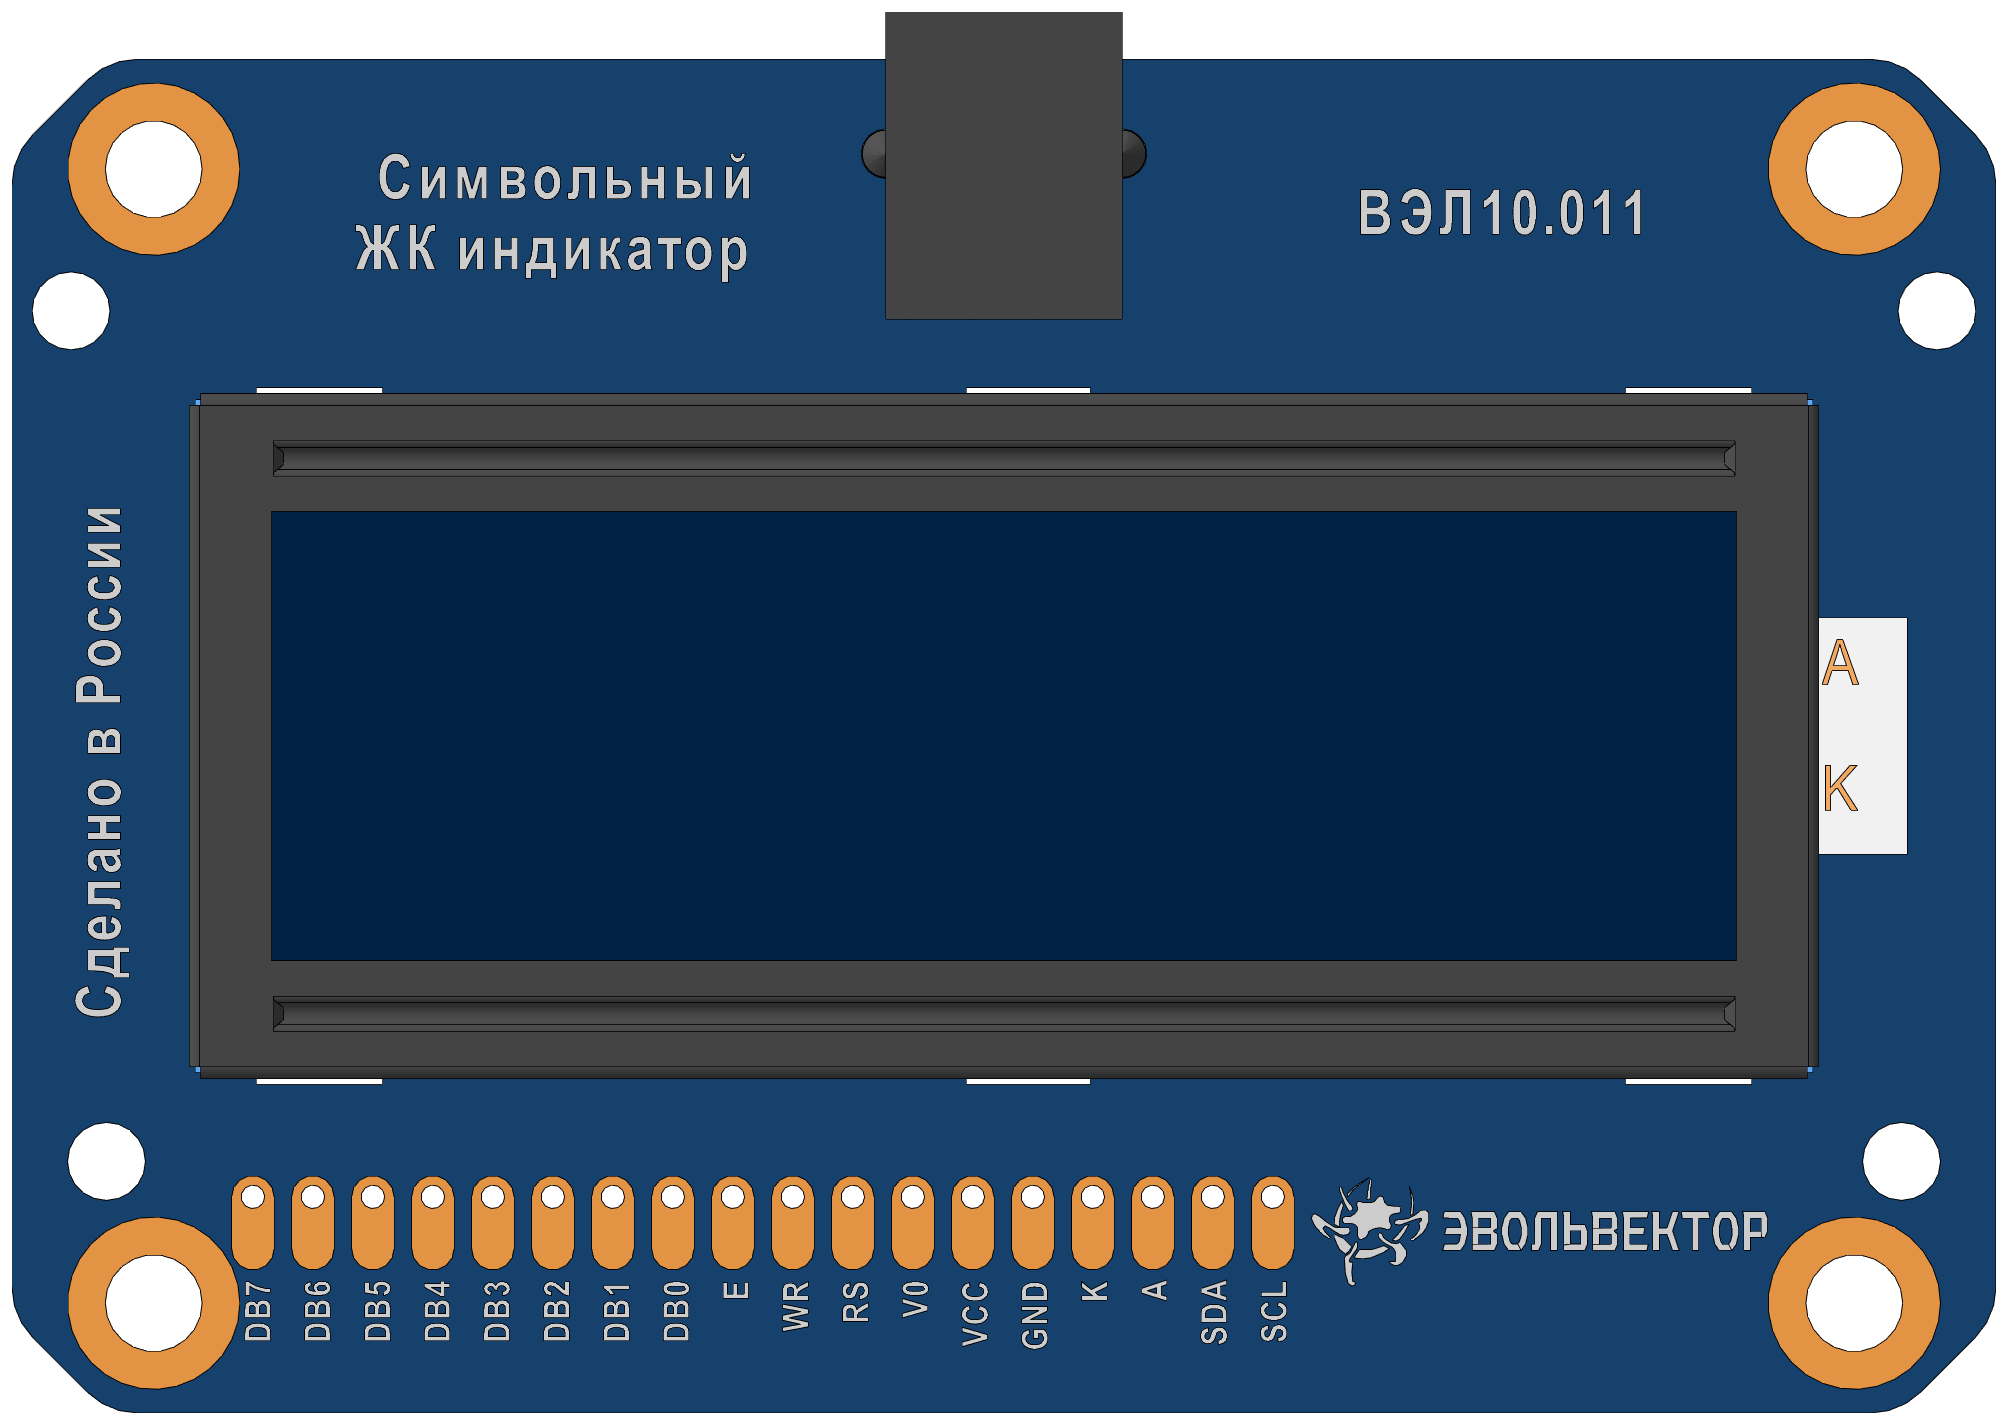 Символьный
ЖК индикатор
ВЭЛ10.011
Сделано в России
A
K
DB7
DB6
DB5
DB4
DB3
DB2
DB1
DB0
E
WR
RS
V0
VCC
GND
K
A
SDA
SCL
ЭВОЛЬВЕКТОР